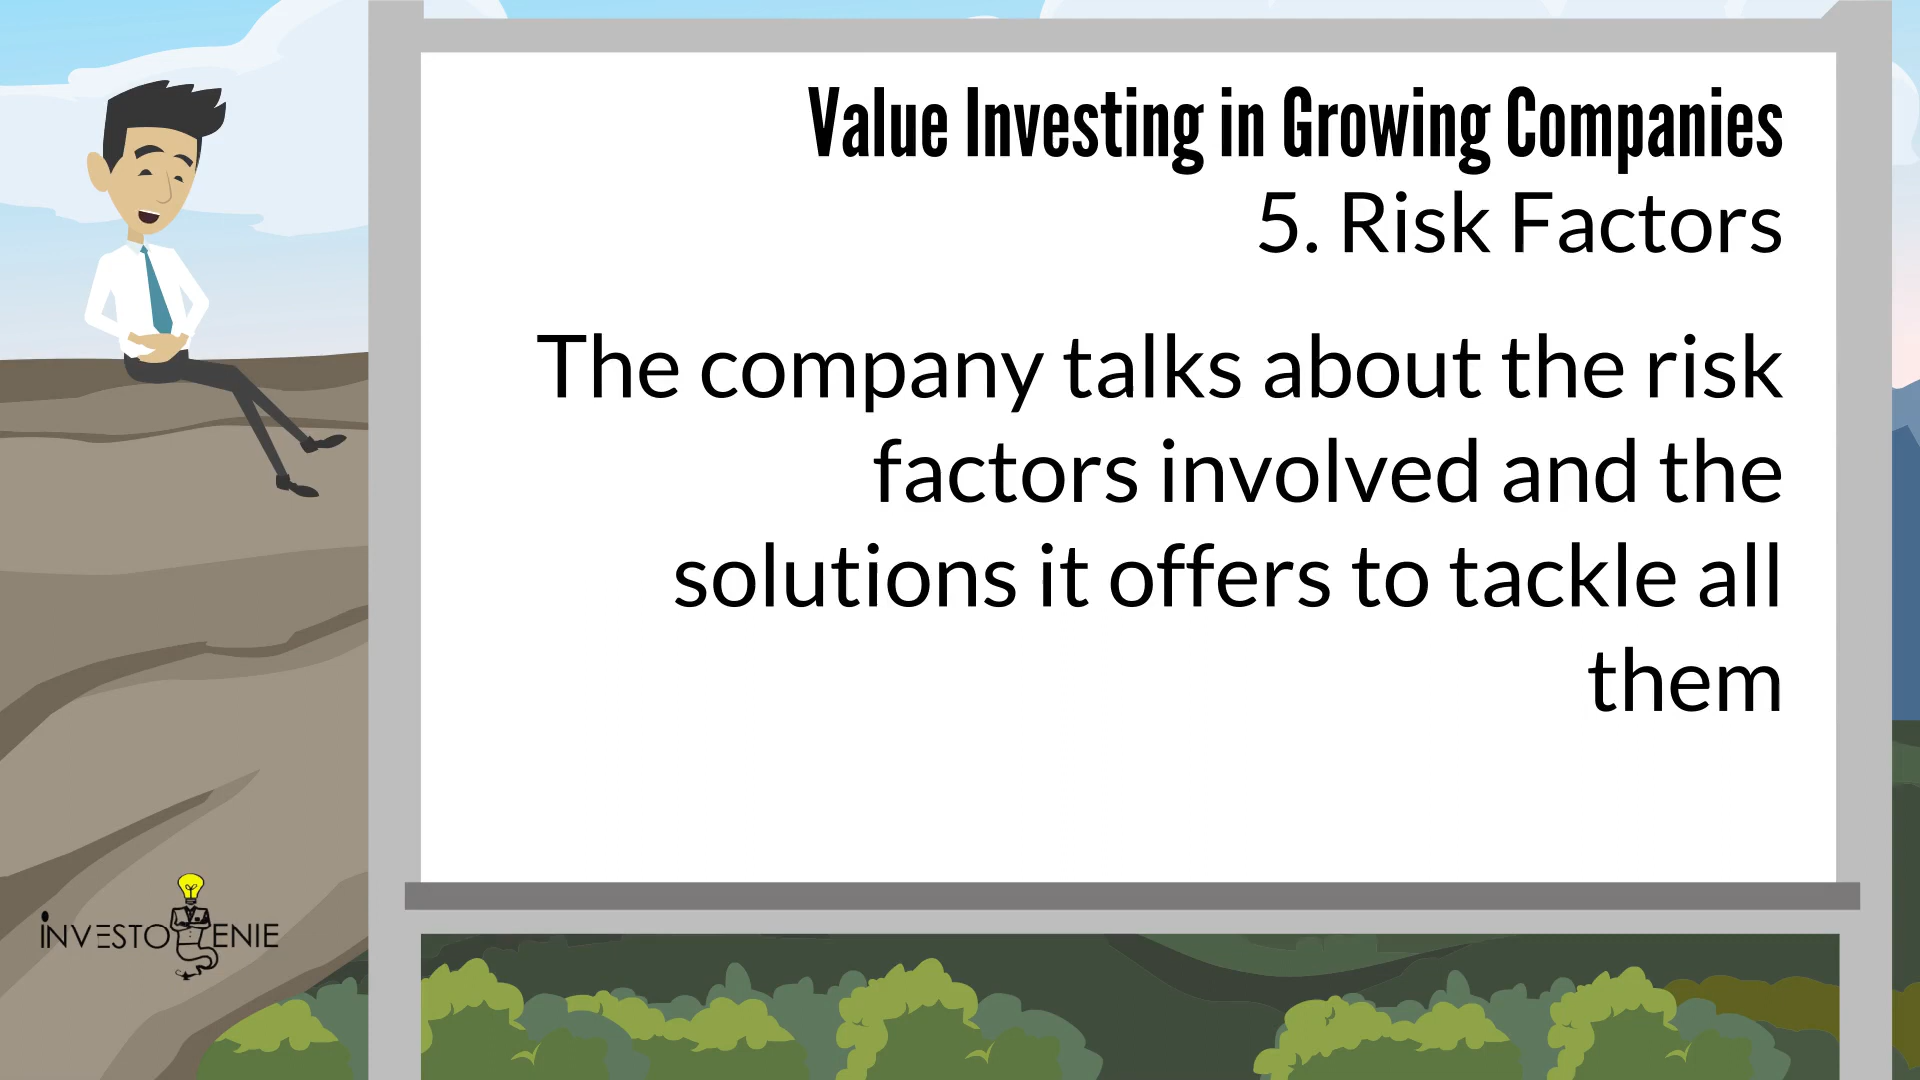 Value Investing in Growing Companies
5. Risk Factors
The company talks about the risk
factors involved and the
solutions it offers to tackle all
them
INVESTOGENIE